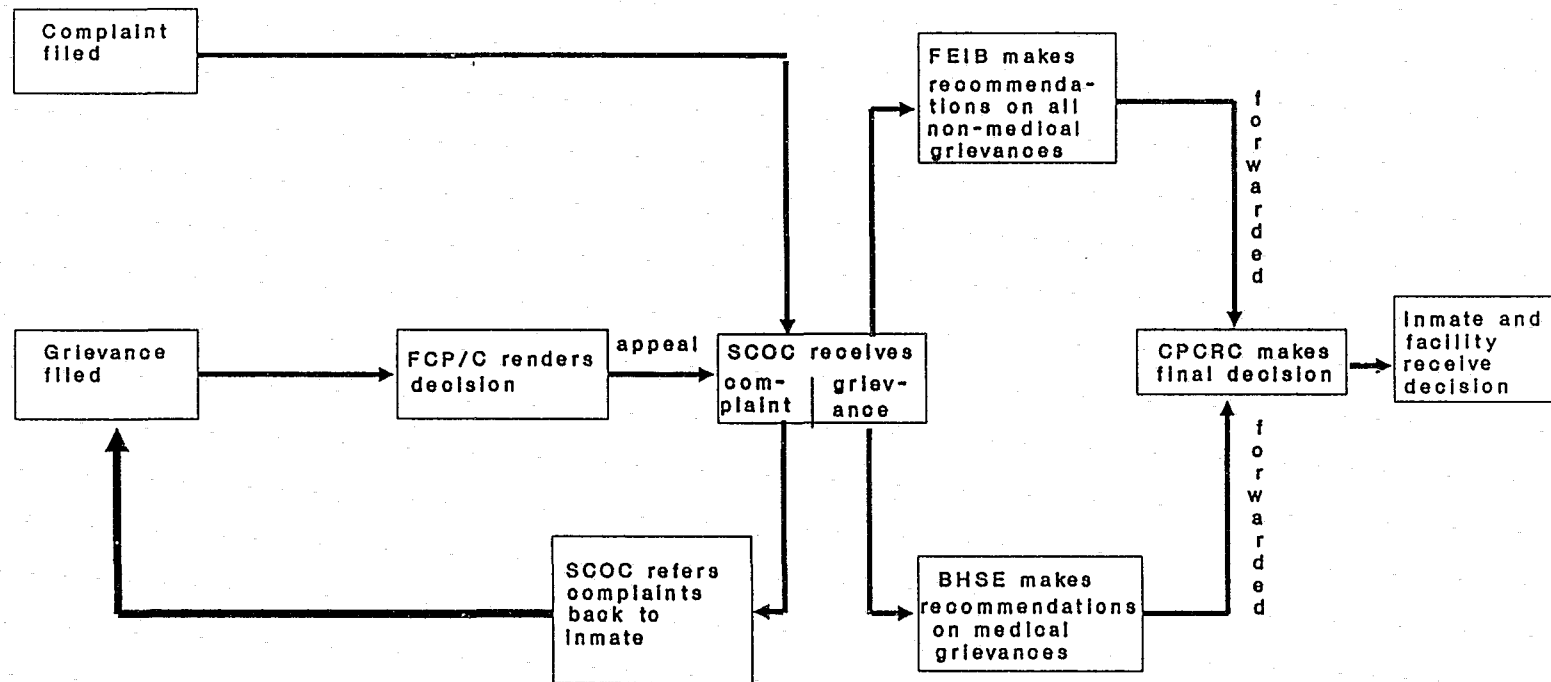 Complaint
filed
FEIB makes
recommenda-
tions on all
non-medical
grievances
forwarded
Grievance
filed
FCP/C renders
decision
appeal
SCOC receives
com-
plaint
griev-
ance
CPCRC makes
final decision
Inmate and
facility
receive
decision
SCOC refers
complaints
back to
inmate
BHSE makes
recommendations
on medical
grievances
forwarded